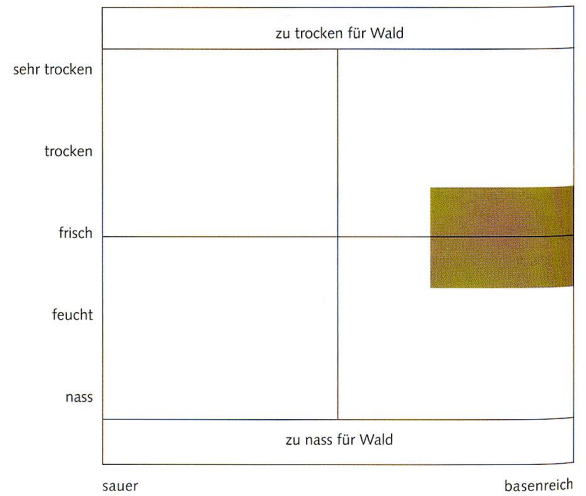 zu trocken für Wald
sehr trocken
trocken
frisch
feucht
nass
zu nass für Wald
sauer
basenreich